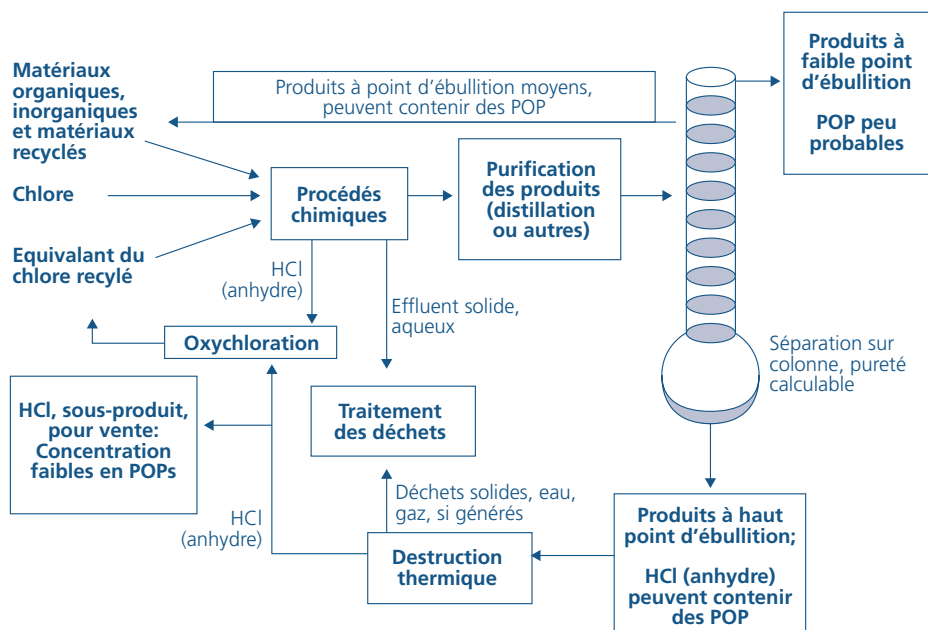 Matériaux
organiques,
inorganiques
et matériaux
recyclés
Chlore
Equivalant du
chlore recylé
Produits à point d'ébullition moyens,
peuvent contenir des POP
Procédés
chimiques
Purification
des produits
(distillation
ou autres)
Produits à
faible point
d'ébullition
POP peu
probables
HCl
(anhydre)
Effluent solide,
aqueux
Oxychloration
Séparation sur
colonne, pureté
calculable
HCl, sous-produit,
pour vente:
Concentration
faibles en POPs
Traitement
des déchets
HCl
(anhydre)
Déchets solides, eau,
gaz, si générés
Destruction
thermique
Produits à haut
point d'ébullition;
HCl (anhydre)
peuvent contenir
des POP